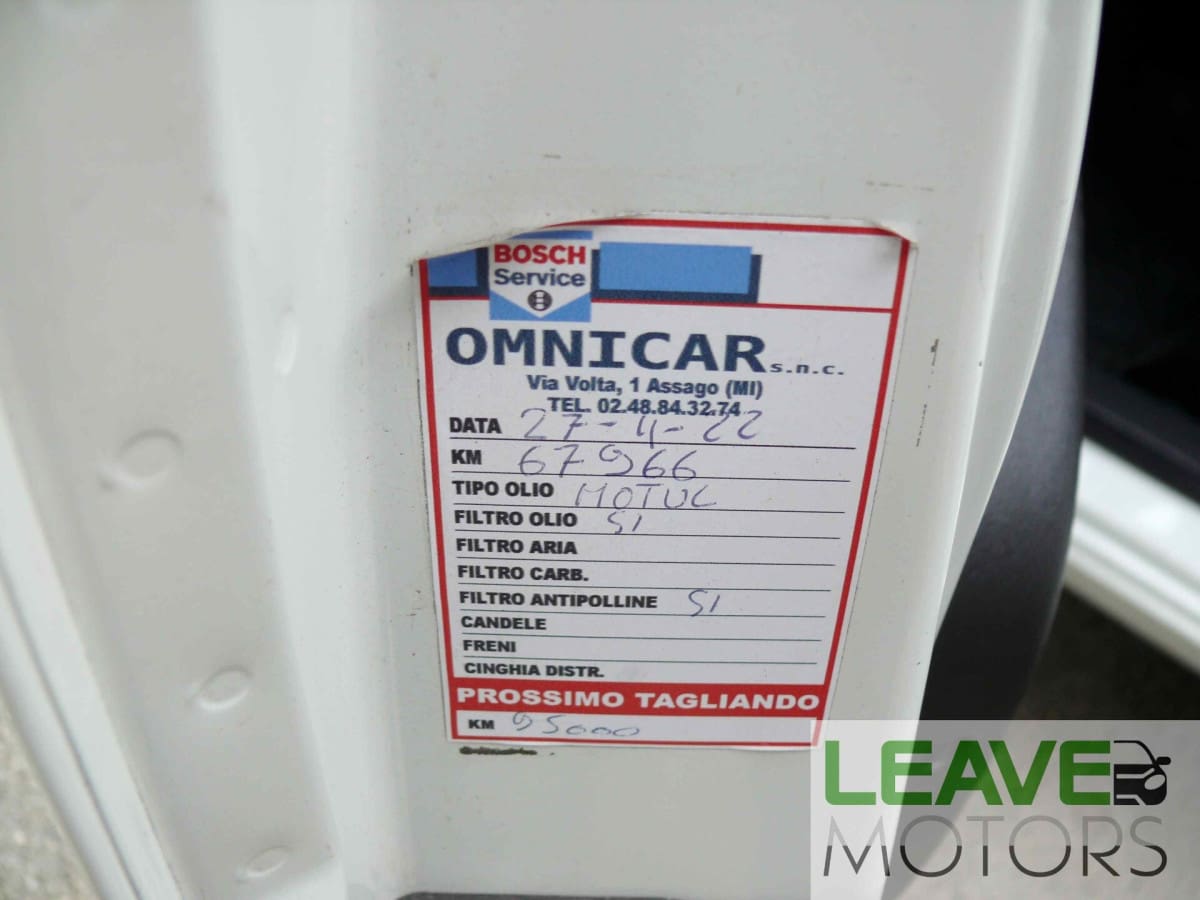 BOSCH
Service
OMNICAR s.n.c.
Via Volta, 1 Assago (MI)
TEL. 02.48.84.32.74
DATA 27-4-22
KM 67966
TIPO OLIO MOTUL
FILTRO OLIO SI
FILTRO ARIA
FILTRO CARB.
FILTRO ANTIPOLLINE SI
CANDELE
FRENI
CINGHIA DISTR.
PROSSIMO TAGLIANDO
KM 95000
LEAVE
MOTORS